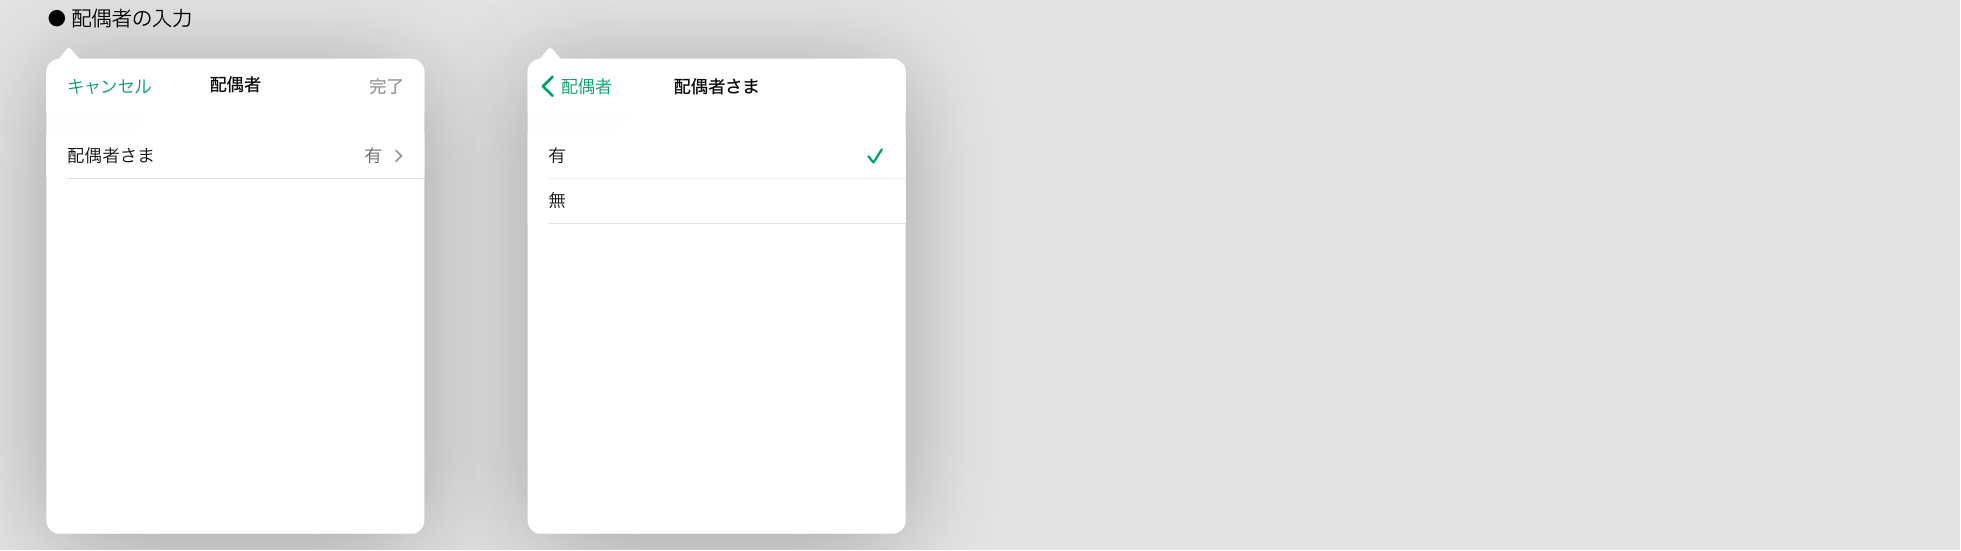 ● 配偶者の入力
キャンセル 配偶者 完了
配偶者さま 有
配偶者 配偶者さま
有
無